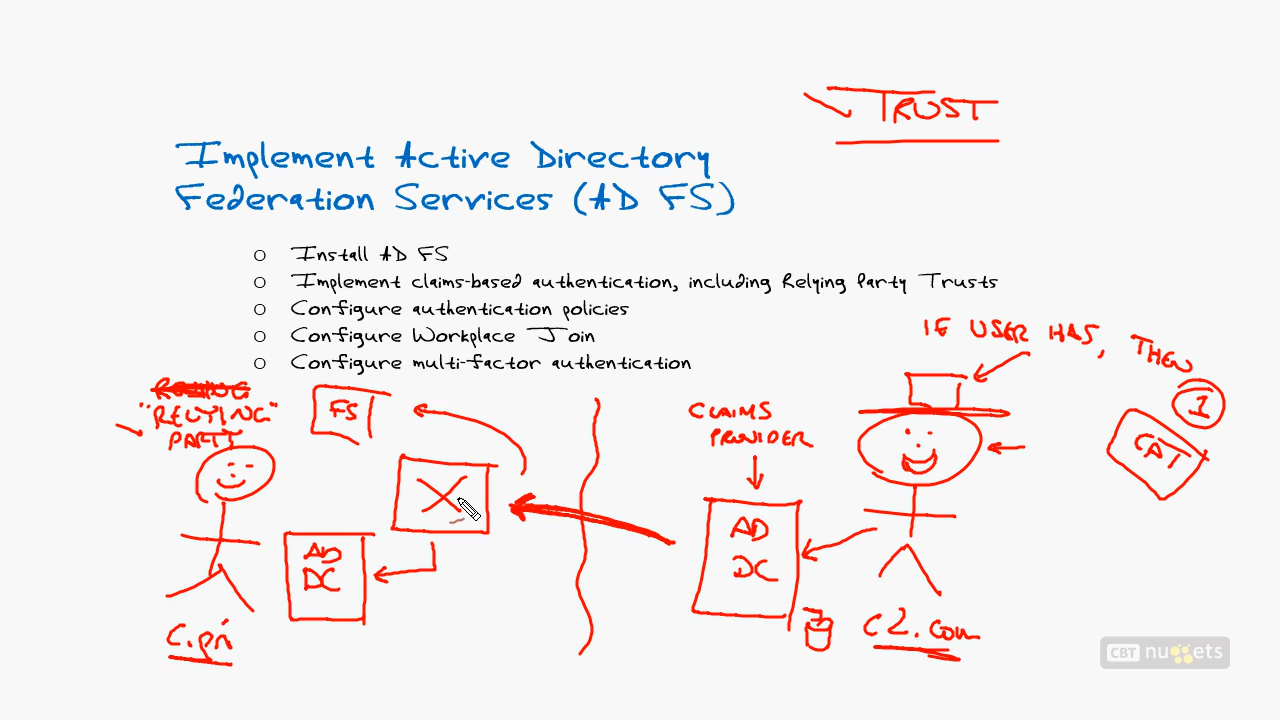 TRUST
Implement Active Directory
Federation Services (AD FS)
Install AD FS
Implement claims-based authentication, including Relying Party Trusts
Configure authentication policies
Configure Workplace Join
Configure multi-factor authentication
IF USER HAS, THEN
1
CAT
"RELYING"
PARTY
FS
CLAIMS
PROVIDER
X
AD
DC
AD
DC
C.pri
C2.com
CBT nuggets